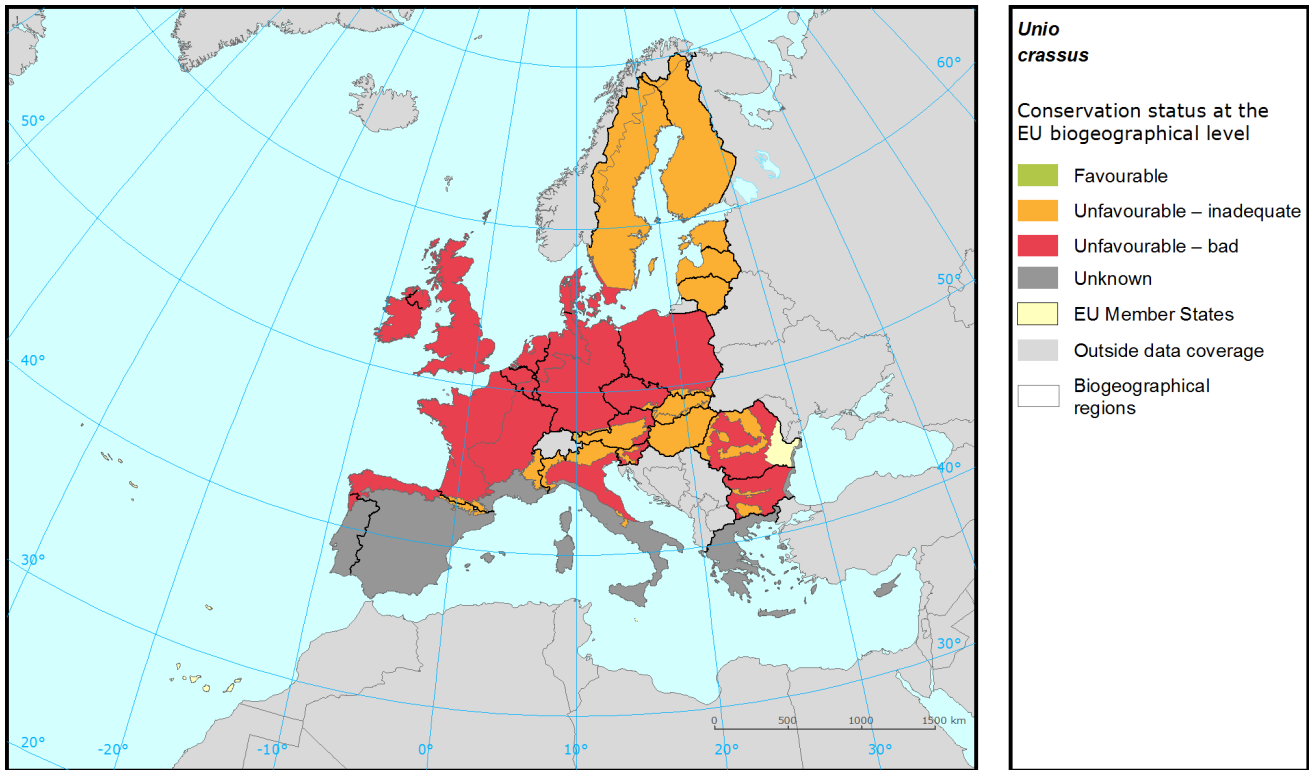 Unio
crassus
Conservation status at the
EU biogeographical level
Favourable
Unfavourable – inadequate
Unfavourable – bad
Unknown
EU Member States
Outside data coverage
Biogeographical
regions
60°
50°
50°
40°
40°
30°
30°
0 500 1000 1500 km
20° -20° -10° 0° 10° 20° 30°